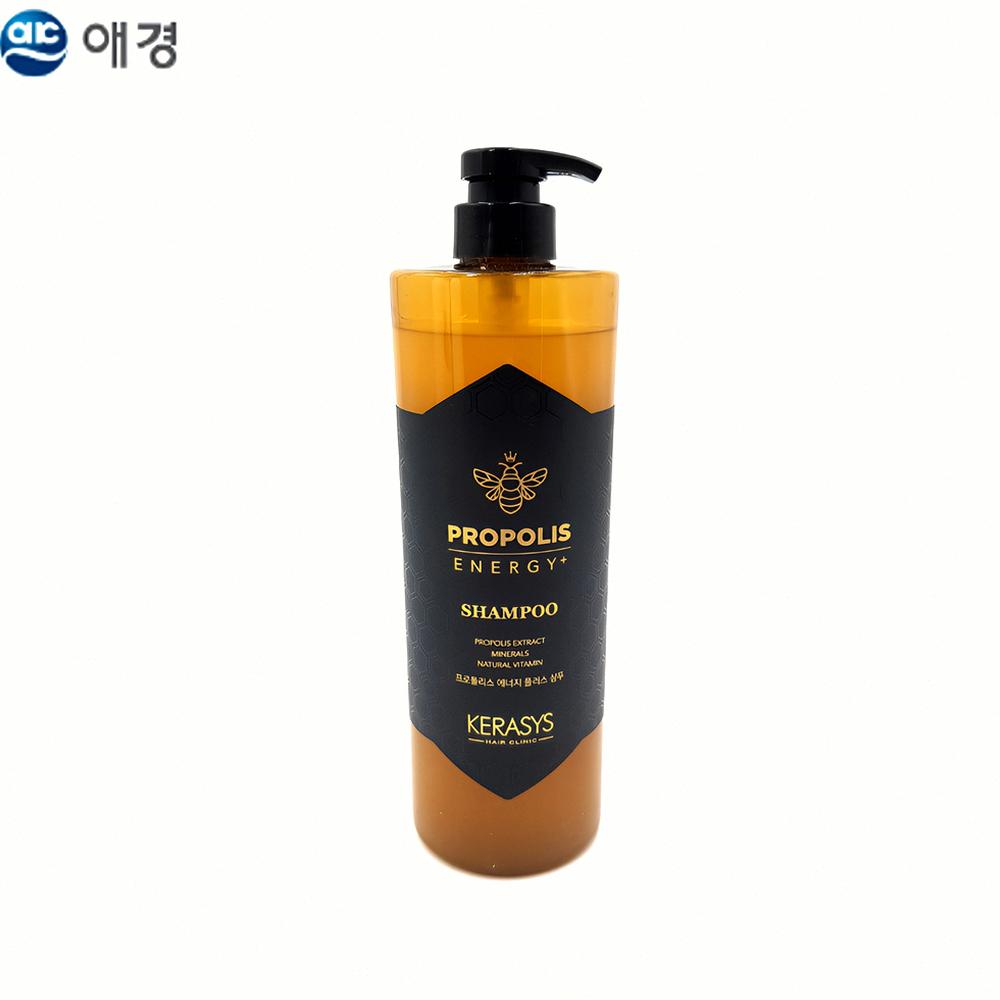 애경
PROPOLIS
ENERGY+
SHAMPOO
PROPOLIS EXTRACT
MINERALS
NATURAL VITAMIN
프로폴리스 에너지 플러스 샴푸
KERASYS
HAIR CLINIC